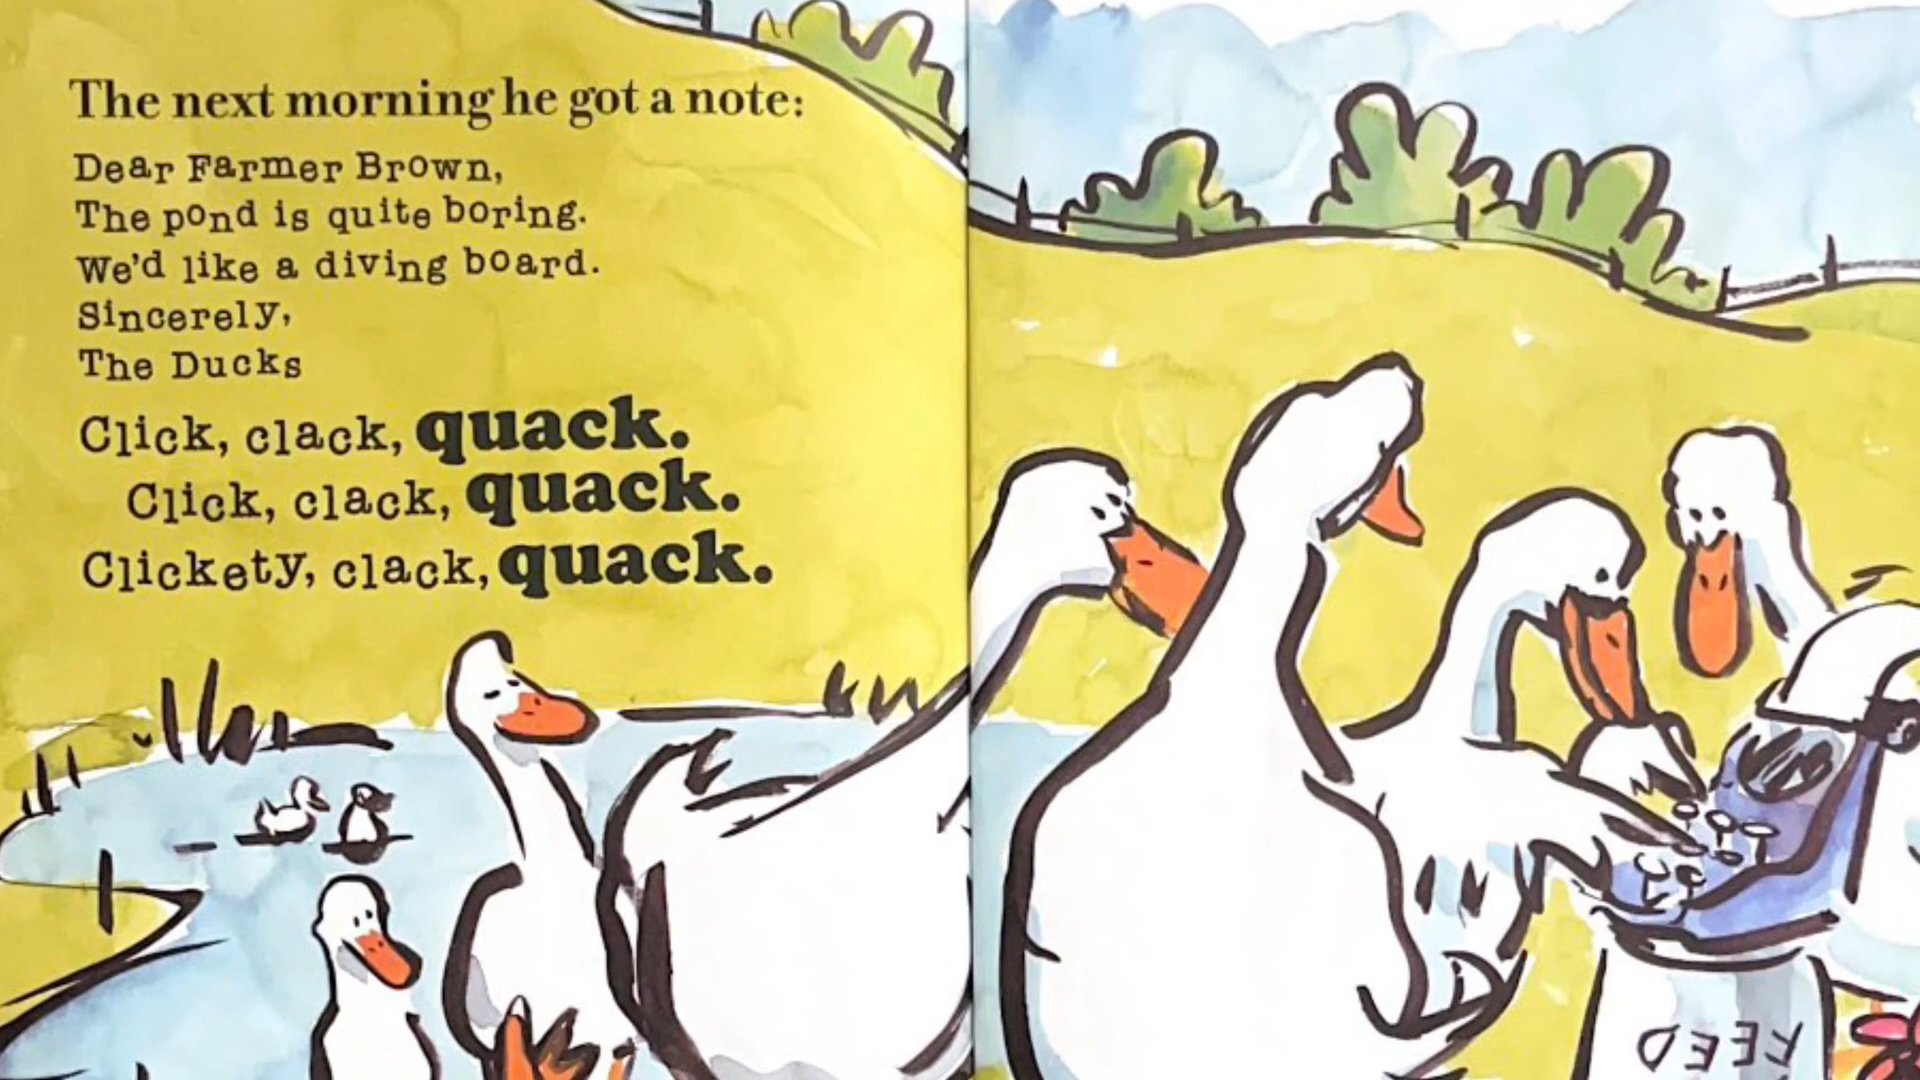 The next morning he got a note:
Dear Farmer Brown,
The pond is quite boring.
We'd like a diving board.
Sincerely,
The Ducks
Click, clack, quack.
Click, clack, quack.
Clickety, clack, quack.
FEED